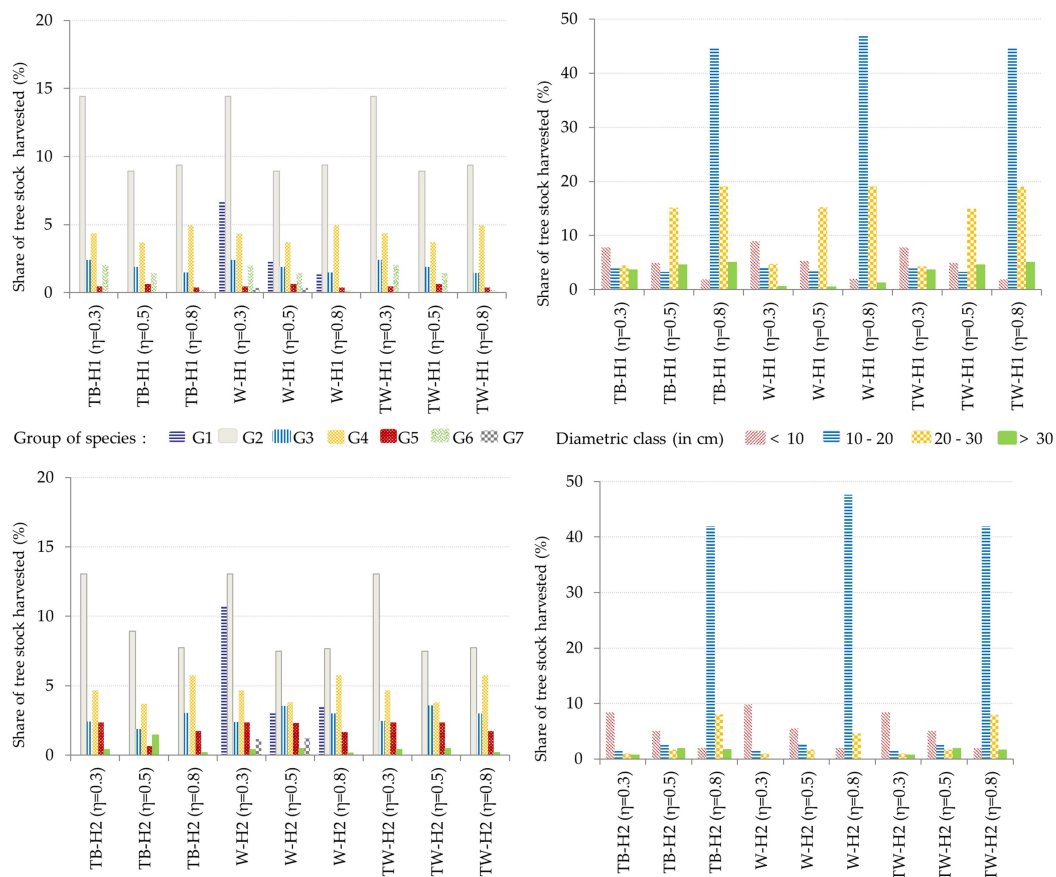 Share of tree stock harvested (%)
20
15
10
5
0
TB-H1 (η=0.3)
TB-H1 (η=0.5)
TB-H1 (η=0.8)
W-H1 (η=0.3)
W-H1 (η=0.5)
W-H1 (η=0.8)
TW-H1 (η=0.3)
TW-H1 (η=0.5)
TW-H1 (η=0.8)
Share of tree stock harvested (%)
50
40
30
20
10
0
TB-H1 (η=0.3)
TB-H1 (η=0.5)
TB-H1 (η=0.8)
W-H1 (η=0.3)
W-H1 (η=0.5)
W-H1 (η=0.8)
TW-H1 (η=0.3)
TW-H1 (η=0.5)
TW-H1 (η=0.8)
Group of species : G1 G2 G3 G4 G5 G6 G7
Diametric class (in cm) < 10 10 - 20 20 - 30 > 30
Share of tree stock harvested (%)
20
15
10
5
0
TB-H2 (η=0.3)
TB-H2 (η=0.5)
TB-H2 (η=0.8)
W-H2 (η=0.3)
W-H2 (η=0.5)
W-H2 (η=0.8)
TW-H2 (η=0.3)
TW-H2 (η=0.5)
TW-H2 (η=0.8)
Share of tree stock harvested (%)
50
40
30
20
10
0
TB-H2 (η=0.3)
TB-H2 (η=0.5)
TB-H2 (η=0.8)
W-H2 (η=0.3)
W-H2 (η=0.5)
W-H2 (η=0.8)
TW-H2 (η=0.3)
TW-H2 (η=0.5)
TW-H2 (η=0.8)